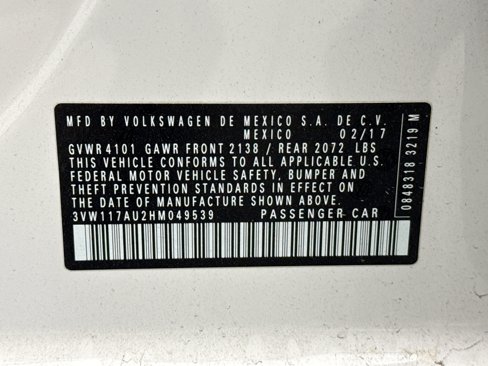 MFD BY VOLKSWAGEN DE MEXICO S.A. DE C.V.
MEXICO 02/17
GVWR 4101 GAWR FRONT 2138 / REAR 2072 LBS
THIS VEHICLE CONFORMS TO ALL APPLICABLE U.S.
FEDERAL MOTOR VEHICLE SAFETY, BUMPER AND
THEFT PREVENTION STANDARDS IN EFFECT ON
THE DATE OF MANUFACTURE SHOWN ABOVE.
3VW117AU2HM049539 PASSENGER CAR
0848318 3219 M